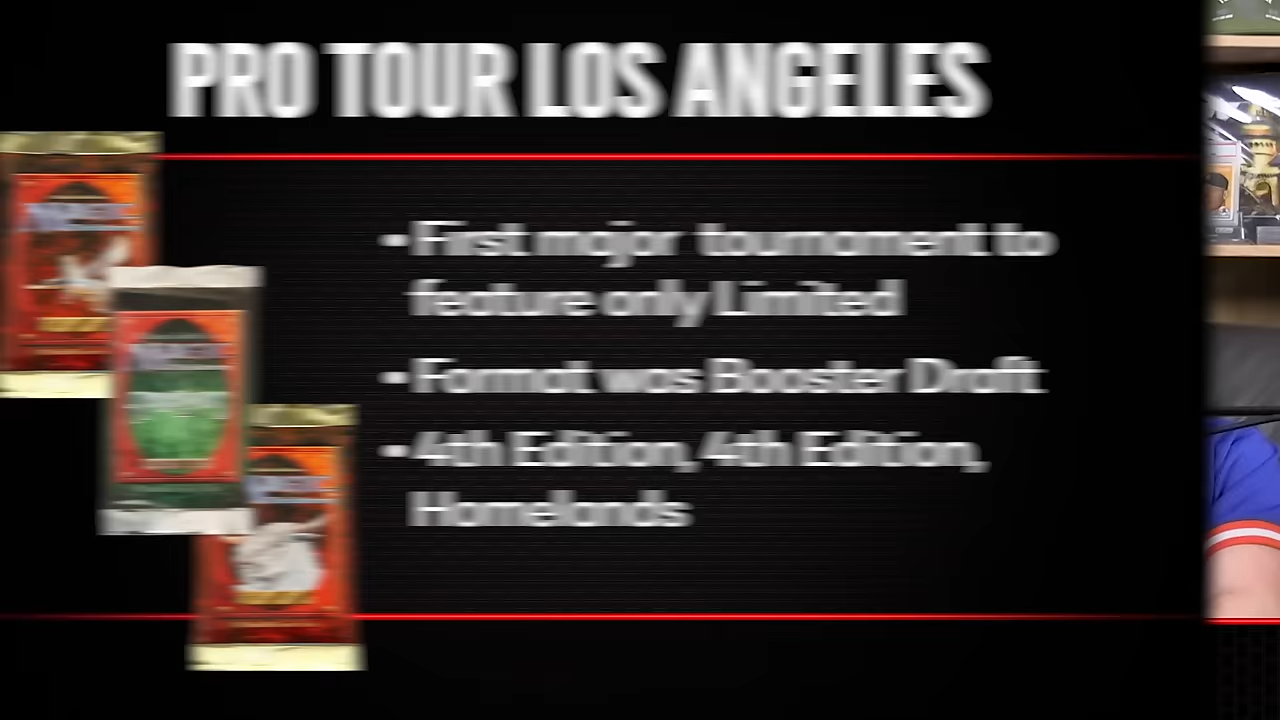 PRO TOUR LOS ANGELES
• First major tournament to
feature only Limited
• Format was Booster Draft
• 4th Edition, 4th Edition,
Homelands